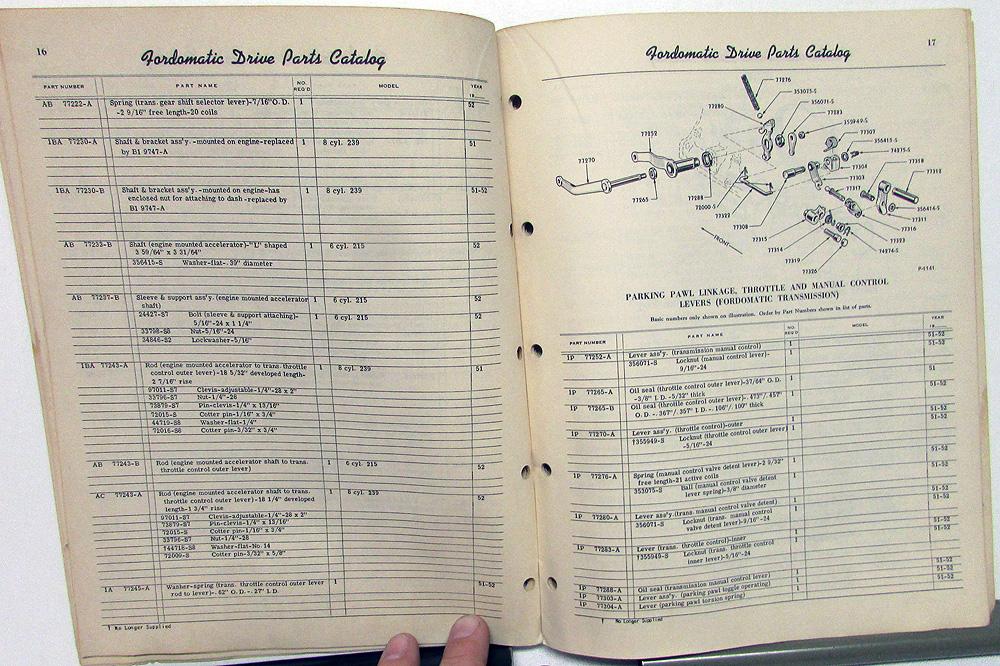 16
Fordomatic Drive Parts Catalog
PART NUMBER PART NAME NO. REQ'D MODEL YEAR 19
AB 77222-A Spring (trans. gear shift selector lever)-7/16"O.D. 1 52
-2 9/16" free length-20 coils
1BA 77230-A Shaft & bracket ass'y. -mounted on engine-replaced 1 8 cyl. 239 51
by B1 9747-A
1BA 77230-B Shaft & bracket ass'y. -mounted on engine-has 1 8 cyl. 239 51-52
enclosed nut for attaching to dash -replaced by
B1 9747-A
AB 77233-B Shaft (engine mounted accelerator)-"L" shaped 1 6 cyl. 215 52
3 59/64" x 3 31/64"
356415-S Washer-flat-.39" diameter
AB 77237-B Sleeve & support ass'y. (engine mounted accelerator 1 6 cyl. 215 52
shaft)
24427-S7 Bolt (sleeve & support attaching)- 1 6 cyl. 215 52
5/16"-24 x 1 1/4"
33798-S8 Nut-5/16"-24
34846-S2 Lockwasher-5/16"
1BA 77243-A Rod (engine mounted accelerator to trans. throttle 1 8 cyl. 239 51
control outer lever)-18 5/32" developed length-
2 7/16" rise
97011-S7 Clevis-adjustable-1/4"-28 x 2"
33796-S7 Nut-1/4"-28
73879-S7 Pin-clevis-1/4" x 13/16"
72015-S Cotter pin-1/16" x 3/4"
44719-S8 Washer-flat-1/4"
72016-S8 Cotter pin-3/32" x 3/4"
AB 77243-B Rod (engine mounted accelerator shaft to trans. 1 6 cyl. 215 52
throttle control outer lever)
AC 77243-A Rod (engine mounted accelerator shaft to trans. 1 8 cyl. 239 52
throttle control outer lever)-18 1/4" developed
length-1 3/4" rise
97011-S7 Clevis-adjustable-1/4"-28 x 2"
73879-S7 Pin-clevis-1/4" x 13/16"
72015-S Cotter pin-1/16" x 3/4"
33796-S7 Nut-1/4"-28
†44718-S8 Washer-flat-No. 14
72009-S Cotter pin-3/32" x 5/8"
1A 77245-A Washer-spring (trans. throttle control outer lever 1 51-52
rod to lever)-.62" O.D.-.27" I.D.
† No Longer Supplied
17
Fordomatic Drive Parts Catalog
77276
353075-S
77280
356071-S
77283
355949-S
77252
77307
356415-S
77270
74175-S
77304
77318
77303
77312
77265
77317
77288
72000-S
77322
356416-S
77308
77311
77316
FRONT
77315
77323
77314
74174-S
77319
77326
P-1141
PARKING PAWL LINKAGE, THROTTLE AND MANUAL CONTROL
LEVERS (FORDOMATIC TRANSMISSION)
Basic numbers only shown on illustration. Order by Part Numbers shown in list of parts.
PART NUMBER PART NAME NO. REQ'D MODEL YEAR 19
1P 77252-A Lever ass'y. (transmission manual control) 1 51-52
356071-S Locknut (manual control lever)- 1 51-52
9/16"-24
1P 77265-A Oil seal (throttle control outer lever)-37/64" O.D. 1 51
-3/8" I.D. -5/32" thick
1P 77265-B Oil seal (throttle control outer lever)-.473"/.457" 1 51-52
O.D. -.367"/.357" I.D. -.106"/.100" thick
1P 77270-A Lever ass'y. (throttle control)-outer 1 51-52
†355949-S Locknut (throttle control outer lever) 1
-5/16"-24
1P 77276-A Spring (manual control valve detent lever)-2 9/32" 1 51-52
free length-21 active coils
353075-S Ball (manual control valve detent 1 51-52
lever spring)-3/8" diameter
1P 77280-A Lever ass'y. (trans. manual control valve detent) 1 51-52
356071-S Locknut (trans. manual control 1
valve detent lever)-9/16"-24
1P 77283-A Lever (trans. throttle control)-inner 1 51-52
†355949-S Locknut (trans. throttle control 1
inner lever)-5/16"-24
1P 77288-A Oil seal (transmission manual control lever) 1 51-52
1P 77303-A Lever ass'y. (parking pawl toggle operating) 1 51-52
1P 77304-A Lever (parking pawl torsion spring) 1 51-52
† No Longer Supplied